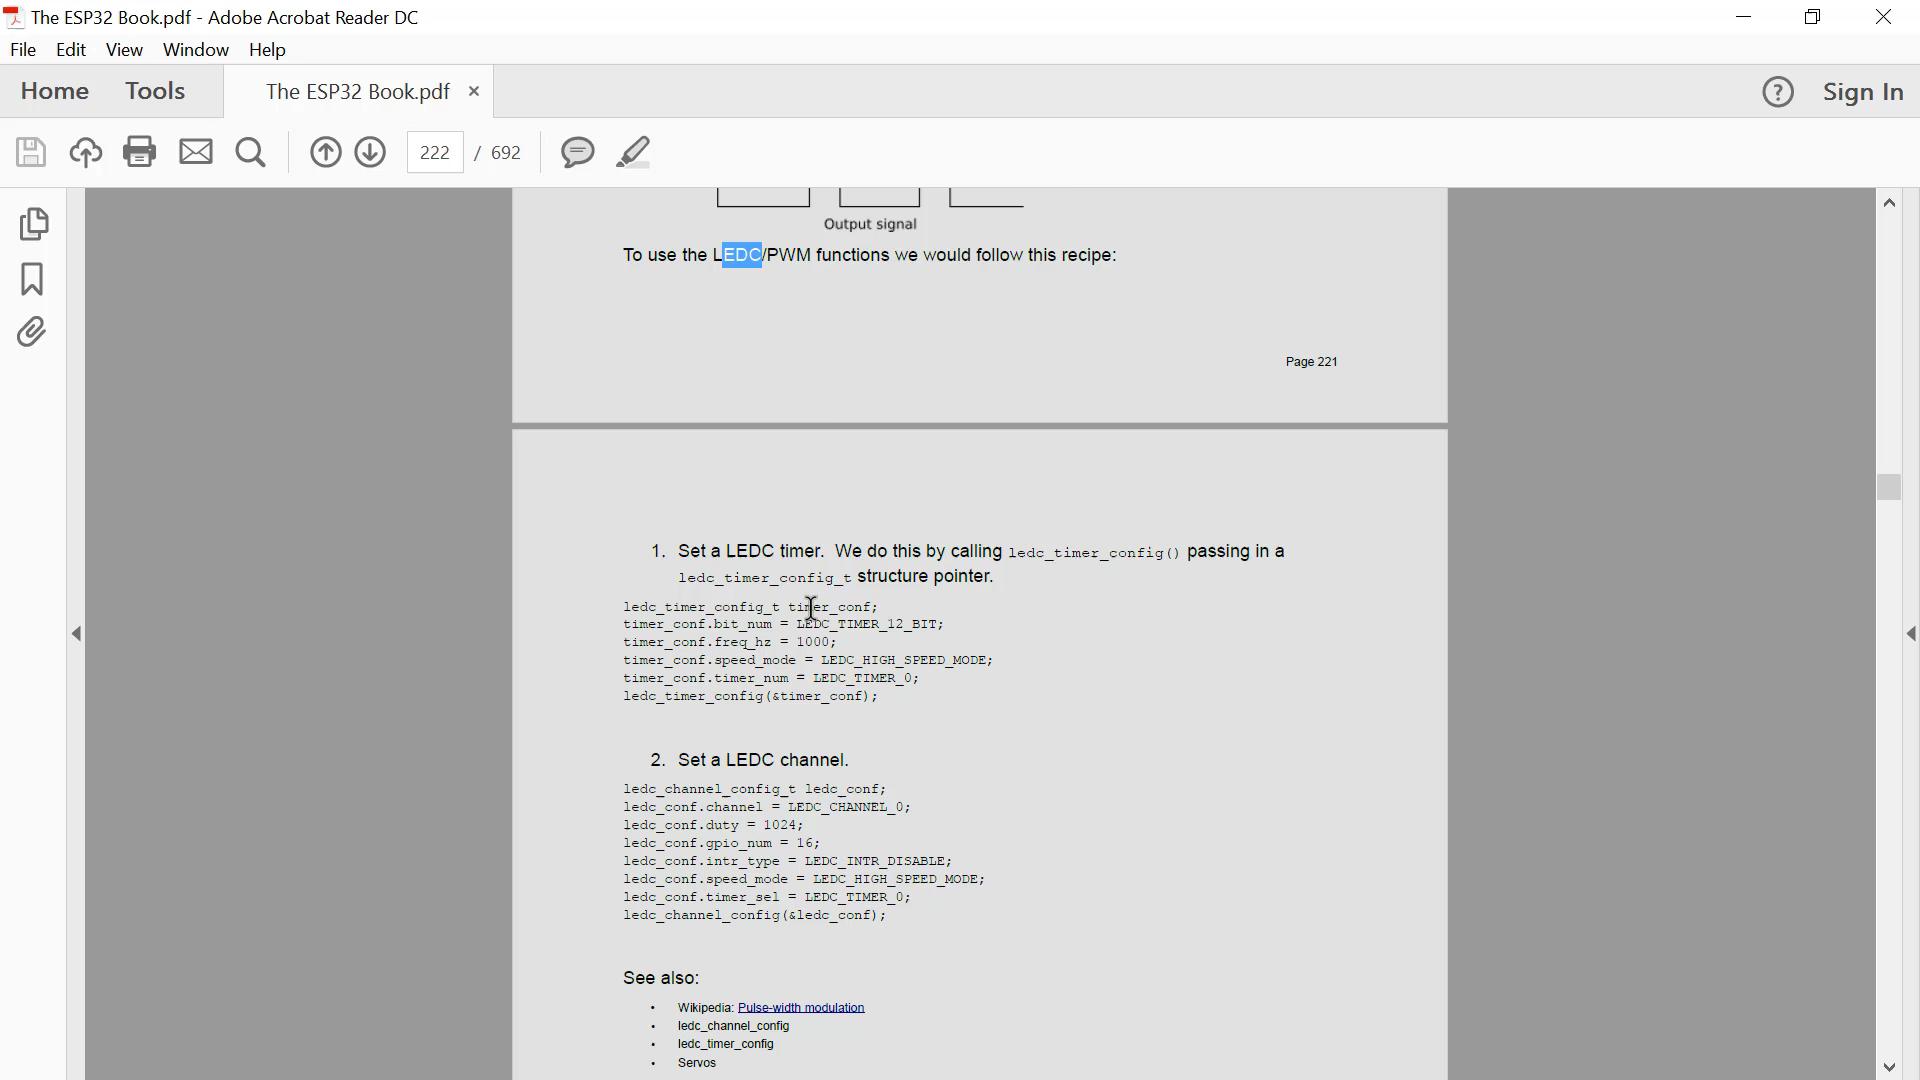 The ESP32 Book.pdf - Adobe Acrobat Reader DC
File Edit View Window Help
Home Tools The ESP32 Book.pdf × ? Sign In
222 / 692
Output signal
To use the LEDC/PWM functions we would follow this recipe:
Page 221
1. Set a LEDC timer. We do this by calling ledc_timer_config() passing in a
ledc_timer_config_t structure pointer.
ledc_timer_config_t timer_conf;
timer_conf.bit_num = LEDC_TIMER_12_BIT;
timer_conf.freq_hz = 1000;
timer_conf.speed_mode = LEDC_HIGH_SPEED_MODE;
timer_conf.timer_num = LEDC_TIMER_0;
ledc_timer_config(&timer_conf);
2. Set a LEDC channel.
ledc_channel_config_t ledc_conf;
ledc_conf.channel = LEDC_CHANNEL_0;
ledc_conf.duty = 1024;
ledc_conf.gpio_num = 16;
ledc_conf.intr_type = LEDC_INTR_DISABLE;
ledc_conf.speed_mode = LEDC_HIGH_SPEED_MODE;
ledc_conf.timer_sel = LEDC_TIMER_0;
ledc_channel_config(&ledc_conf);
See also:
• Wikipedia: Pulse-width modulation
• ledc_channel_config
• ledc_timer_config
• Servos